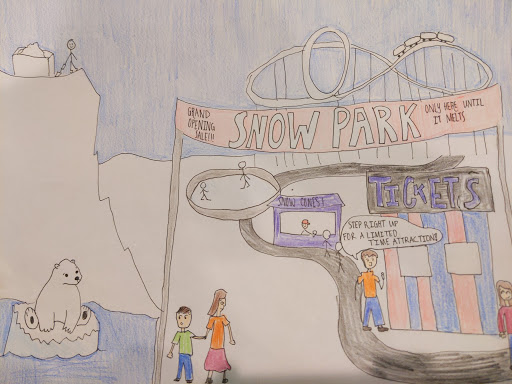 GRAND
OPENING
SALE!!!
SNOW PARK
ONLY HERE UNTIL
IT MELTS
TICKETS
SNOW CONES!
STEP RIGHT UP
FOR A LIMITED
TIME ATTRACTION!